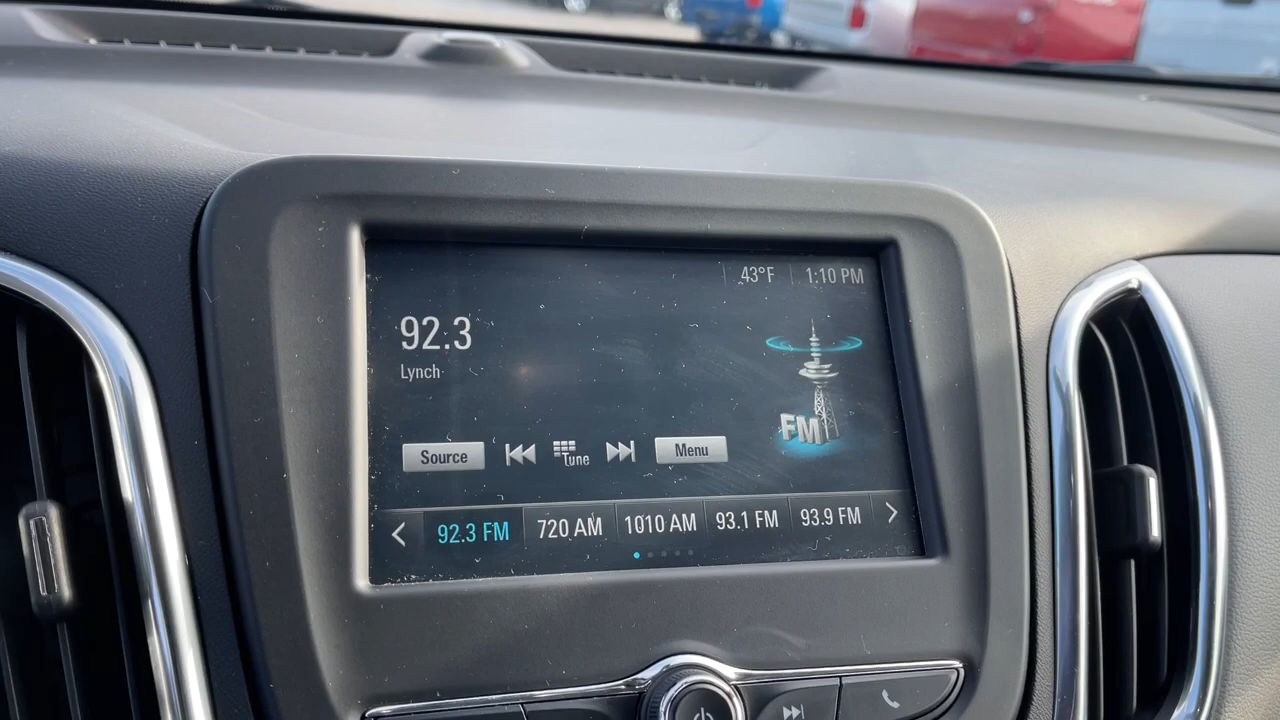 43°F 1:10 PM
92.3
Lynch
FM
Source Tune Menu
92.3 FM 720 AM 1010 AM 93.1 FM 93.9 FM